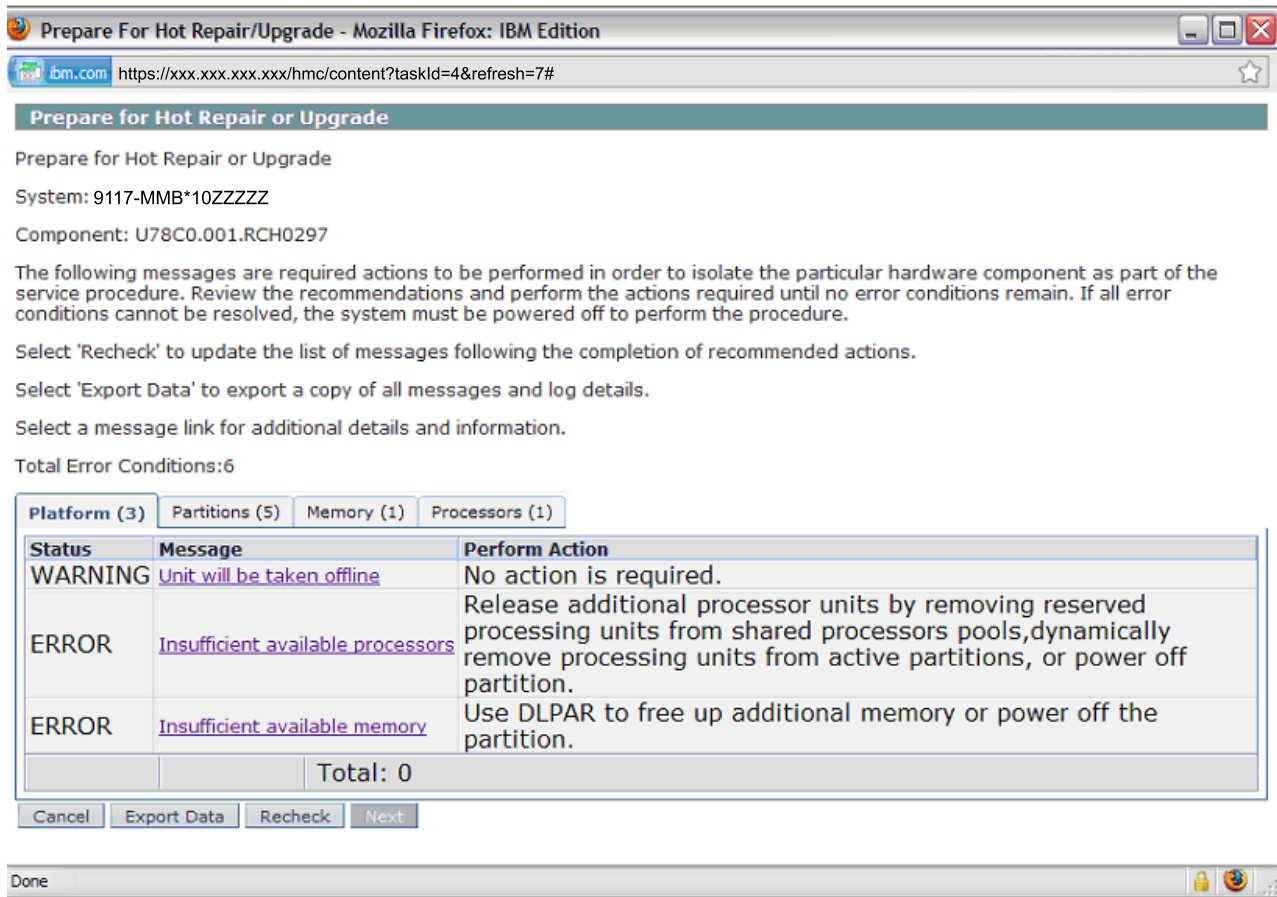 Prepare For Hot Repair/Upgrade - Mozilla Firefox: IBM Edition
ibm.com https://xxx.xxx.xxx.xxx/hmc/content?taskId=4&refresh=7#
Prepare for Hot Repair or Upgrade
Prepare for Hot Repair or Upgrade
System: 9117-MMB*10ZZZZZ
Component: U78C0.001.RCH0297
The following messages are required actions to be performed in order to isolate the particular hardware component as part of the
service procedure. Review the recommendations and perform the actions required until no error conditions remain. If all error
conditions cannot be resolved, the system must be powered off to perform the procedure.
Select 'Recheck' to update the list of messages following the completion of recommended actions.
Select 'Export Data' to export a copy of all messages and log details.
Select a message link for additional details and information.
Total Error Conditions:6
Platform (3) Partitions (5) Memory (1) Processors (1)
Status Message Perform Action
WARNING Unit will be taken offline No action is required.
ERROR Insufficient available processors Release additional processor units by removing reserved
processing units from shared processors pools,dynamically
remove processing units from active partitions, or power off
partition.
ERROR Insufficient available memory Use DLPAR to free up additional memory or power off the
partition.
Total: 0
Cancel Export Data Recheck Next
Done